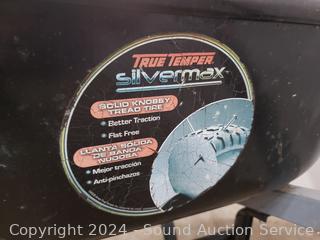 TRUE TEMPER
silvermax
SOLID KNOBBY
TREAD TIRE
• Better Traction
• Flat Free
LLANTA SÓLIDA
DE BANDA
NUDOSA
• Mejor tracción
• Anti-pinchazos
Copyright 2024 - Sound Auction Service